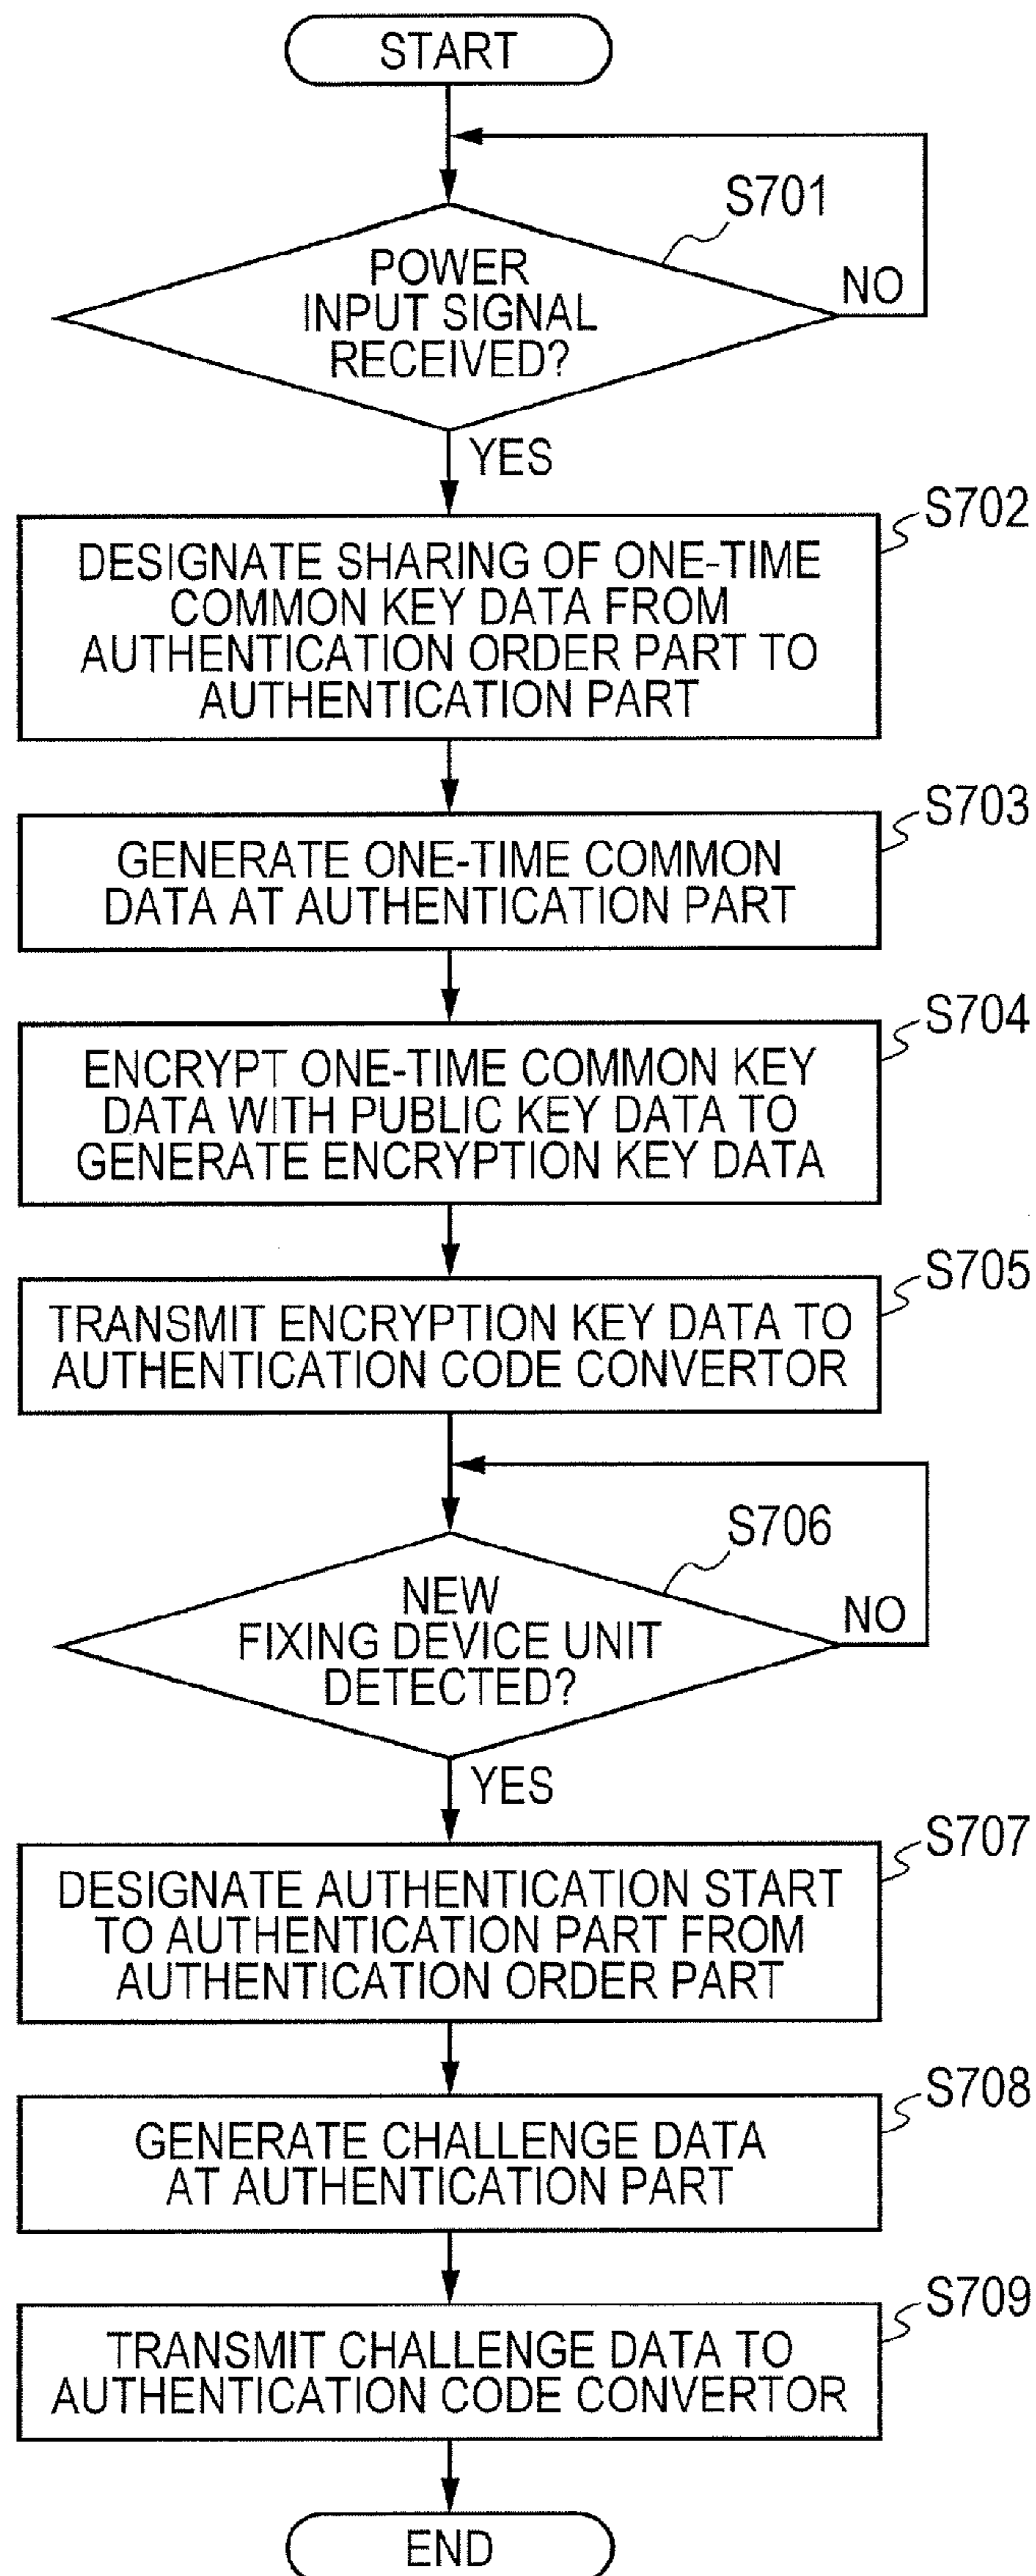 START
S701
POWER
INPUT SIGNAL
RECEIVED?
NO
YES
S702
DESIGNATE SHARING OF ONE-TIME
COMMON KEY DATA FROM
AUTHENTICATION ORDER PART TO
AUTHENTICATION PART
S703
GENERATE ONE-TIME COMMON
DATA AT AUTHENTICATION PART
S704
ENCRYPT ONE-TIME COMMON KEY
DATA WITH PUBLIC KEY DATA TO
GENERATE ENCRYPTION KEY DATA
S705
TRANSMIT ENCRYPTION KEY DATA TO
AUTHENTICATION CODE CONVERTOR
S706
NEW
FIXING DEVICE UNIT
DETECTED?
NO
YES
S707
DESIGNATE AUTHENTICATION START
TO AUTHENTICATION PART FROM
AUTHENTICATION ORDER PART
S708
GENERATE CHALLENGE DATA
AT AUTHENTICATION PART
S709
TRANSMIT CHALLENGE DATA TO
AUTHENTICATION CODE CONVERTOR
END